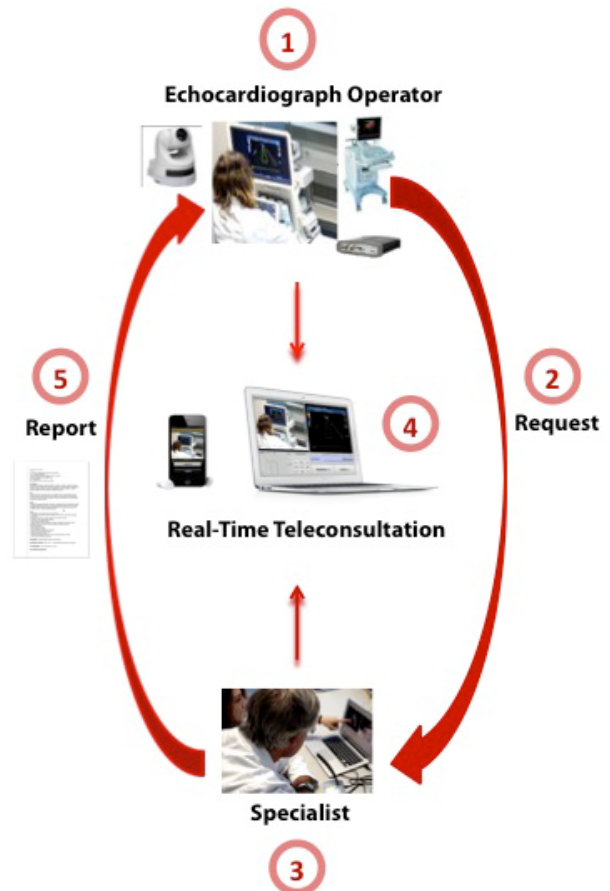 1
Echocardiograph Operator
2
Request
5
Report
4
Real-Time Teleconsultation
Specialist
3